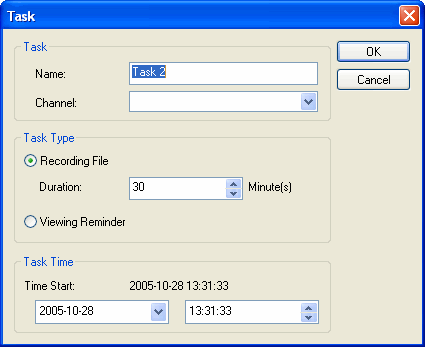 Task
Task
OK
Name: Task 2
Cancel
Channel:
Task Type
Recording File
Duration: 30 Minute(s)
Viewing Reminder
Task Time
Time Start: 2005-10-28 13:31:33
2005-10-28 13:31:33